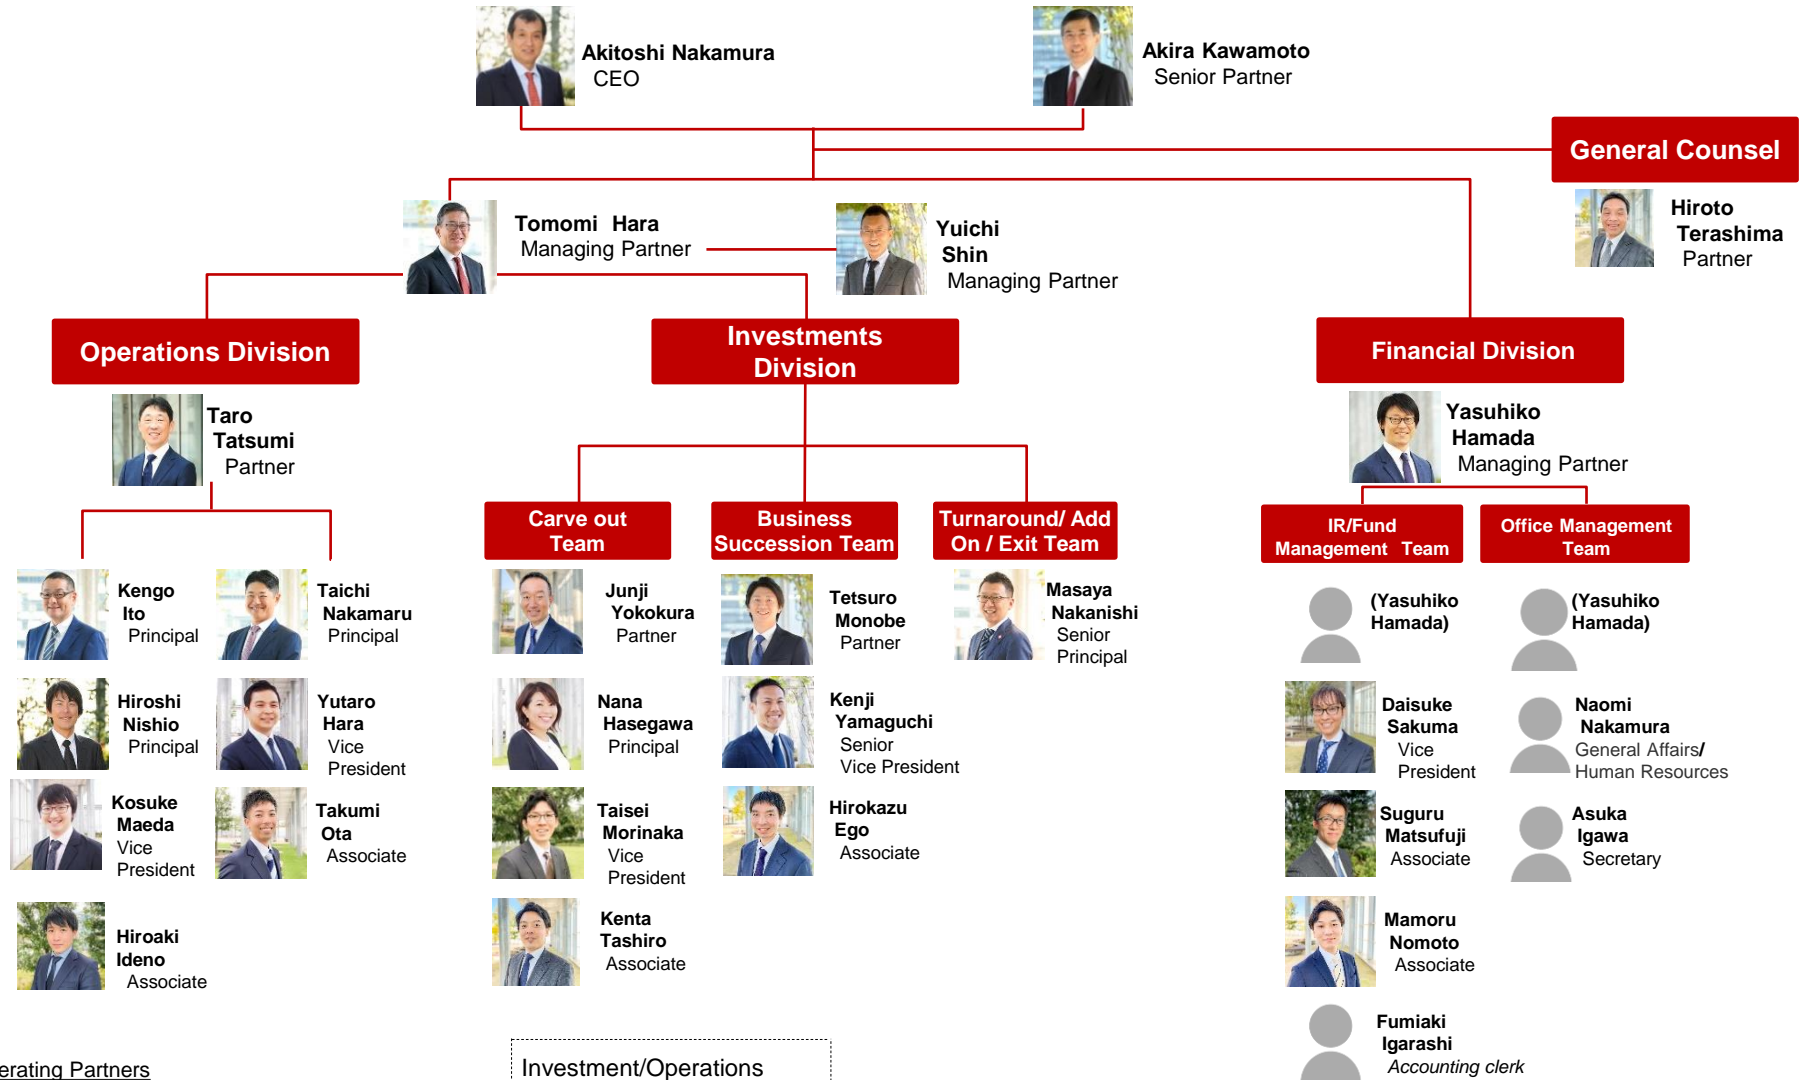 Akitoshi Nakamura
CEO
Akira Kawamoto
Senior Partner
General Counsel
Hiroto
Terashima
Partner
Tomomi Hara
Managing Partner
Yuichi
Shin
Managing Partner
Operations Division
Investments
Division
Financial Division
Taro
Tatsumi
Partner
Yasuhiko
Hamada
Managing Partner
Carve out
Team
Business
Succession Team
Turnaround/ Add
On / Exit Team
IR/Fund
Management Team
Office Management
Team
Kengo
Ito
Principal
Taichi
Nakamaru
Principal
Junji
Yokokura
Partner
Tetsuro
Monobe
Partner
Masaya
Nakanishi
Senior
Principal
(Yasuhiko
Hamada)
(Yasuhiko
Hamada)
Hiroshi
Nishio
Principal
Yutaro
Hara
Vice
President
Nana
Hasegawa
Principal
Kenji
Yamaguchi
Senior
Vice President
Daisuke
Sakuma
Vice
President
Naomi
Nakamura
General Affairs/
Human Resources
Kosuke
Maeda
Vice
President
Takumi
Ota
Associate
Taisei
Morinaka
Vice
President
Hirokazu
Ego
Associate
Suguru
Matsufuji
Associate
Asuka
Igawa
Secretary
Hiroaki
Ideno
Associate
Kenta
Tashiro
Associate
Mamoru
Nomoto
Associate
Fumiaki
Igarashi
Accounting clerk
erating Partners
Investment/Operations